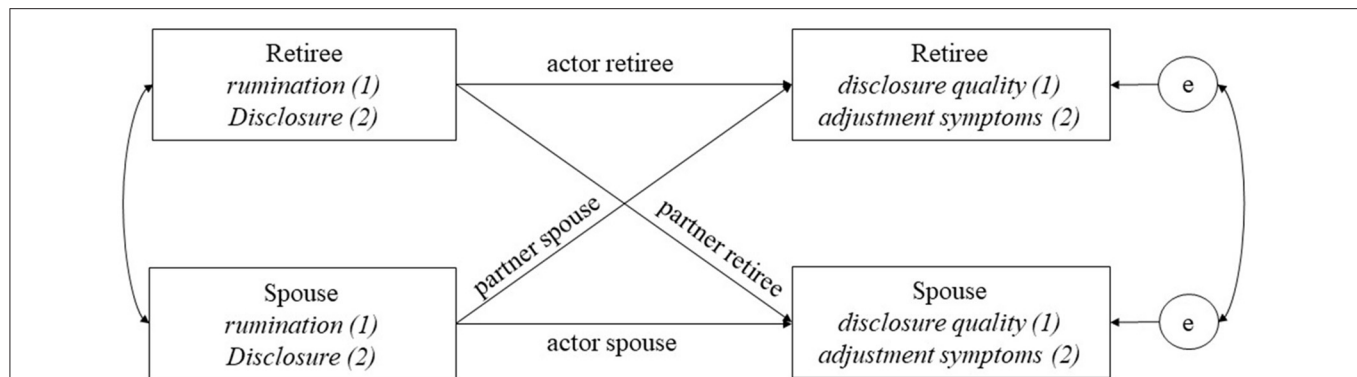 Retiree
rumination (1)
Disclosure (2)
actor retiree
Retiree
disclosure quality (1)
adjustment symptoms (2)
e
partner spouse
partner retiree
Spouse
rumination (1)
Disclosure (2)
actor spouse
Spouse
disclosure quality (1)
adjustment symptoms (2)
e